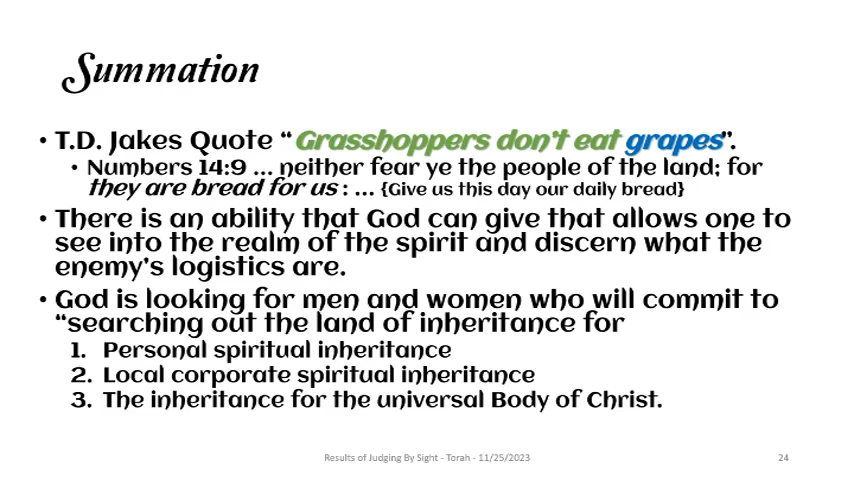 Summation
• T.D. Jakes Quote “Grasshoppers don't eat grapes”.
• Numbers 14:9 ... neither fear ye the people of the land; for
they are bread for us : ... {Give us this day our daily bread}
• There is an ability that God can give that allows one to
see into the realm of the spirit and discern what the
enemy's logistics are.
• God is looking for men and women who will commit to
“searching out the land of inheritance for
1. Personal spiritual inheritance
2. Local corporate spiritual inheritance
3. The inheritance for the universal Body of Christ.
Results of Judging By Sight - Torah - 11/25/2023
24